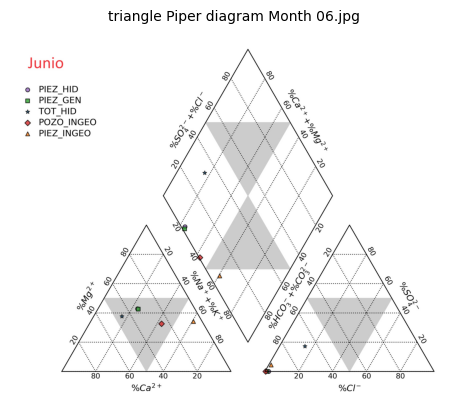 triangle Piper diagram Month 06.jpg
Junio
PIEZ_HID
PIEZ_GEN
TOT_HID
POZO_INGEO
PIEZ_INGEO
%SO₄²⁻+%Cl⁻
%Ca²⁺+%Mg²⁺
80 80
60 60
40 40
20 20
20 20
40 40
60 60
80 80
%Na⁺+%K⁺
%HCO₃⁻+%CO₃²⁻
%Mg²⁺
80 20
60 40
40 60
20 80
80 60 40 20
%Ca²⁺
%SO₄²⁻
20
40 60
60 40
80 20
20 40 60 80
%Cl⁻